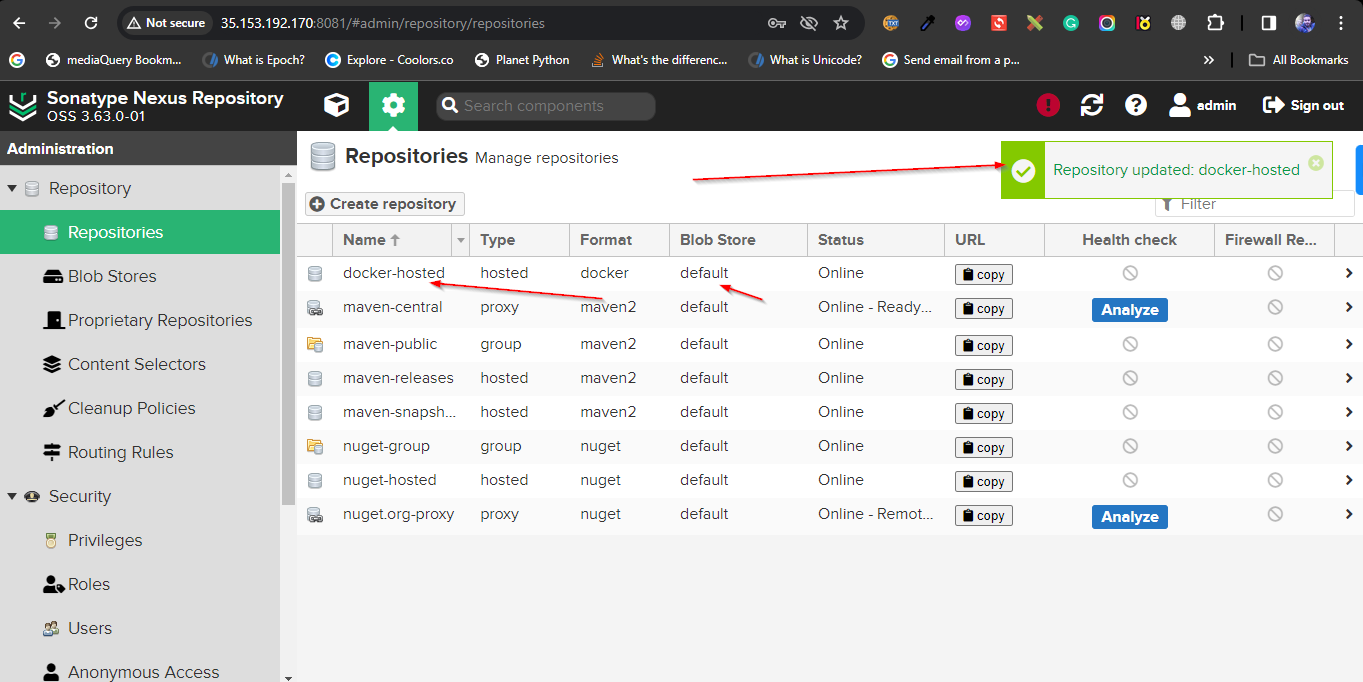 Not secure 35.153.192.170:8081/#admin/repository/repositories
mediaQuery Bookm... What is Epoch? Explore - Coolors.co Planet Python What's the differenc... What is Unicode? Send email from a p... » All Bookmarks
Sonatype Nexus Repository
OSS 3.63.0-01
Search components
admin Sign out
Administration
Repository
Repositories
Blob Stores
Proprietary Repositories
Content Selectors
Cleanup Policies
Routing Rules
Security
Privileges
Roles
Users
Anonymous Access
Repositories Manage repositories
Repository updated: docker-hosted
Create repository
Filter
Name Type Format Blob Store Status URL Health check Firewall Re...
docker-hosted hosted docker default Online copy
maven-central proxy maven2 default Online - Ready... copy Analyze
maven-public group maven2 default Online copy
maven-releases hosted maven2 default Online copy
maven-snapsh... hosted maven2 default Online copy
nuget-group group nuget default Online copy
nuget-hosted hosted nuget default Online copy
nuget.org-proxy proxy nuget default Online - Remot... copy Analyze